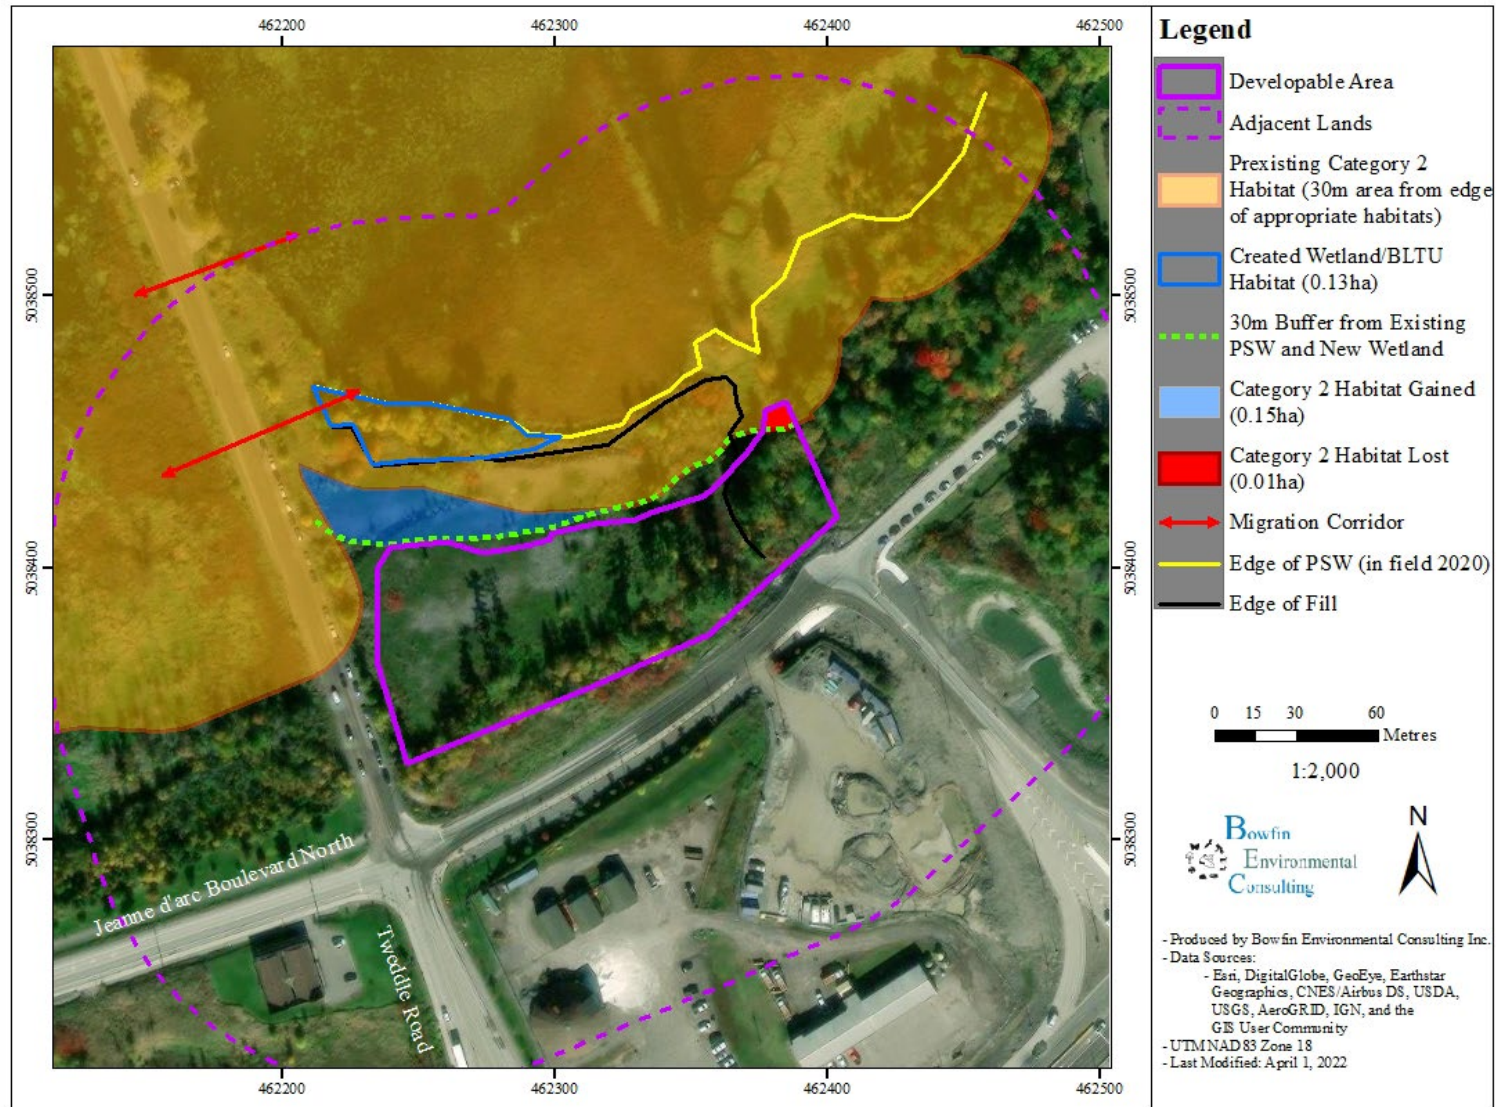 462200
462300
462400
462500
5038500
5038400
5038300
5038500
5038400
5038300
Jeanne d'arc Boulevard North
Tweddle Road
462200
462300
462400
462500
Legend
Developable Area
Adjacent Lands
Prexisting Category 2
Habitat (30m area from edge
of appropriate habitats)
Created Wetland/BLTU
Habitat (0.13ha)
30m Buffer from Existing
PSW and New Wetland
Category 2 Habitat Gained
(0.15ha)
Category 2 Habitat Lost
(0.01ha)
Migration Corridor
Edge of PSW (in field 2020)
Edge of Fill
0 15 30 60
Metres
1:2,000
Bowfin
Environmental
Consulting
N
- Produced by Bowfin Environmental Consulting Inc.
- Data Sources:
- Esri, DigitalGlobe, GeoEye, Earthstar
Geographics, CNES/Airbus DS, USDA,
USGS, AeroGRID, IGN, and the
GIS User Community
- UTM NAD 83 Zone 18
- Last Modified: April 1, 2022